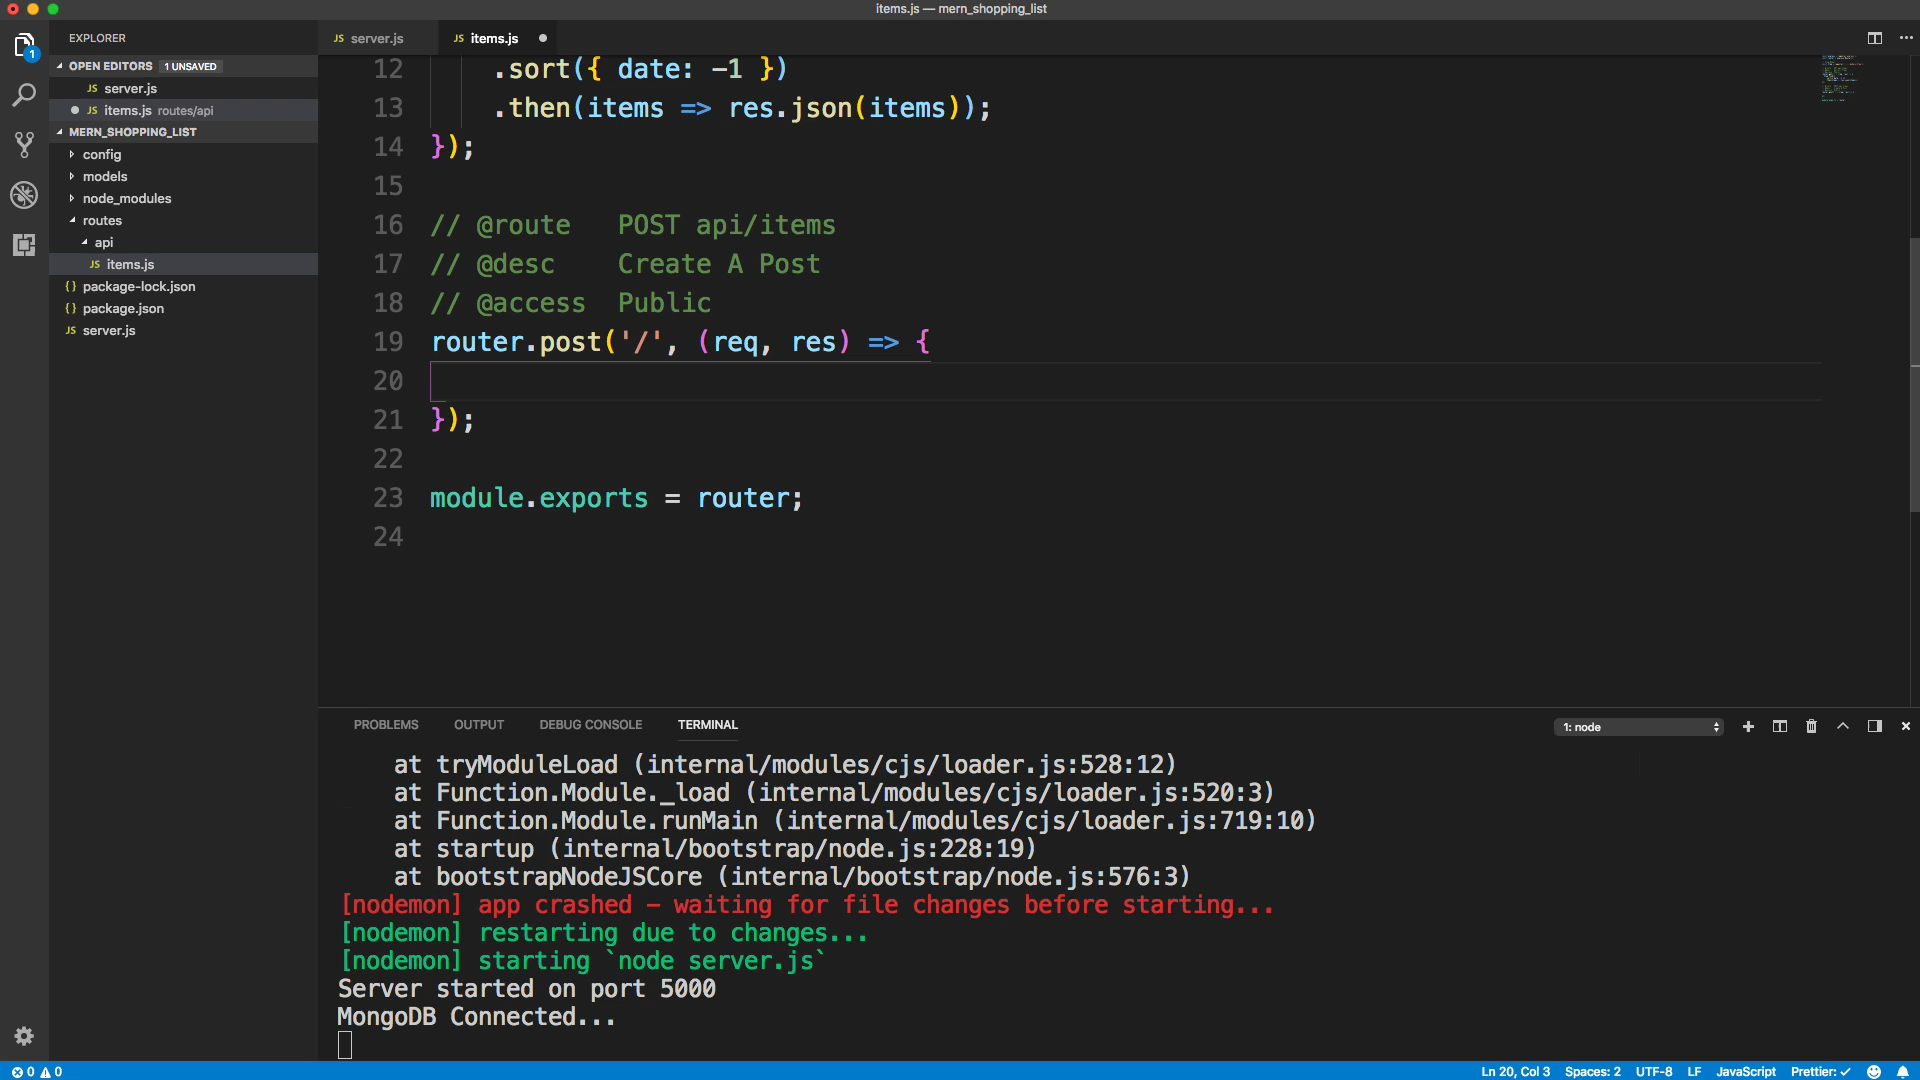 items.js — mern_shopping_list
EXPLORER
OPEN EDITORS 1 UNSAVED
JS server.js
JS items.js routes/api
MERN_SHOPPING_LIST
config
models
node_modules
routes
api
JS items.js
{} package-lock.json
{} package.json
JS server.js
1
JS server.js
JS items.js
12 .sort({ date: -1 })
13 .then(items => res.json(items));
14 });
15
16 // @route   POST api/items
17 // @desc    Create A Post
18 // @access  Public
19 router.post('/', (req, res) => {
20
21 });
22
23 module.exports = router;
24
PROBLEMS OUTPUT DEBUG CONSOLE TERMINAL
1: node
at tryModuleLoad (internal/modules/cjs/loader.js:528:12)
at Function.Module._load (internal/modules/cjs/loader.js:520:3)
at Function.Module.runMain (internal/modules/cjs/loader.js:719:10)
at startup (internal/bootstrap/node.js:228:19)
at bootstrapNodeJSCore (internal/bootstrap/node.js:576:3)
[nodemon] app crashed - waiting for file changes before starting...
[nodemon] restarting due to changes...
[nodemon] starting `node server.js`
Server started on port 5000
MongoDB Connected...
0 0
Ln 20, Col 3 Spaces: 2 UTF-8 LF JavaScript Prettier: ✓